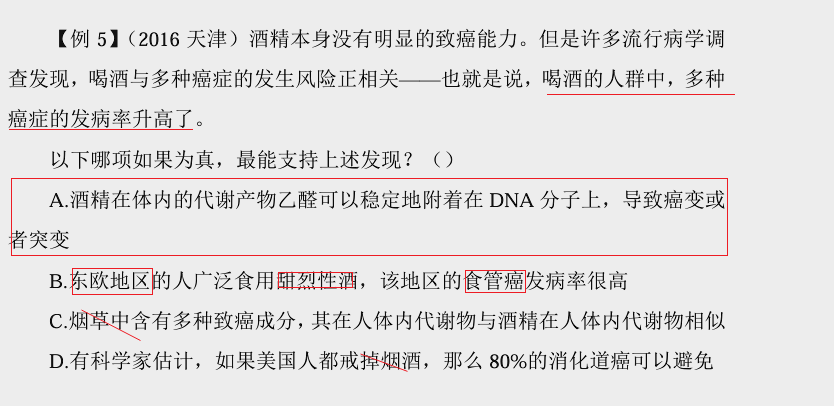 【例 5】（2016 天津）酒精本身没有明显的致癌能力。但是许多流行病学调
查发现，喝酒与多种癌症的发生风险正相关——也就是说，喝酒的人群中，多种
癌症的发病率升高了。
以下哪项如果为真，最能支持上述发现？（）
A.酒精在体内的代谢产物乙醛可以稳定地附着在 DNA 分子上，导致癌变或
者突变
B.东欧地区的人广泛食用甜烈性酒，该地区的食管癌发病率很高
C.烟草中含有多种致癌成分，其在人体内代谢物与酒精在人体内代谢物相似
D.有科学家估计，如果美国人都戒掉烟酒，那么 80%的消化道癌可以避免